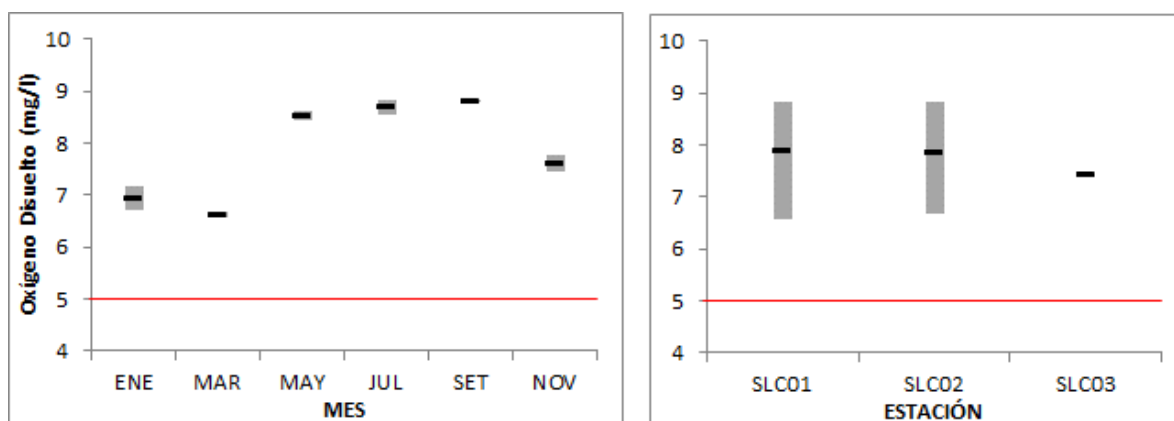 Oxígeno Disuelto (mg/l)
10
9
8
7
6
5
4
ENE MAR MAY JUL SET NOV
MES
10
9
8
7
6
5
4
SLC01 SLC02 SLC03
ESTACIÓN